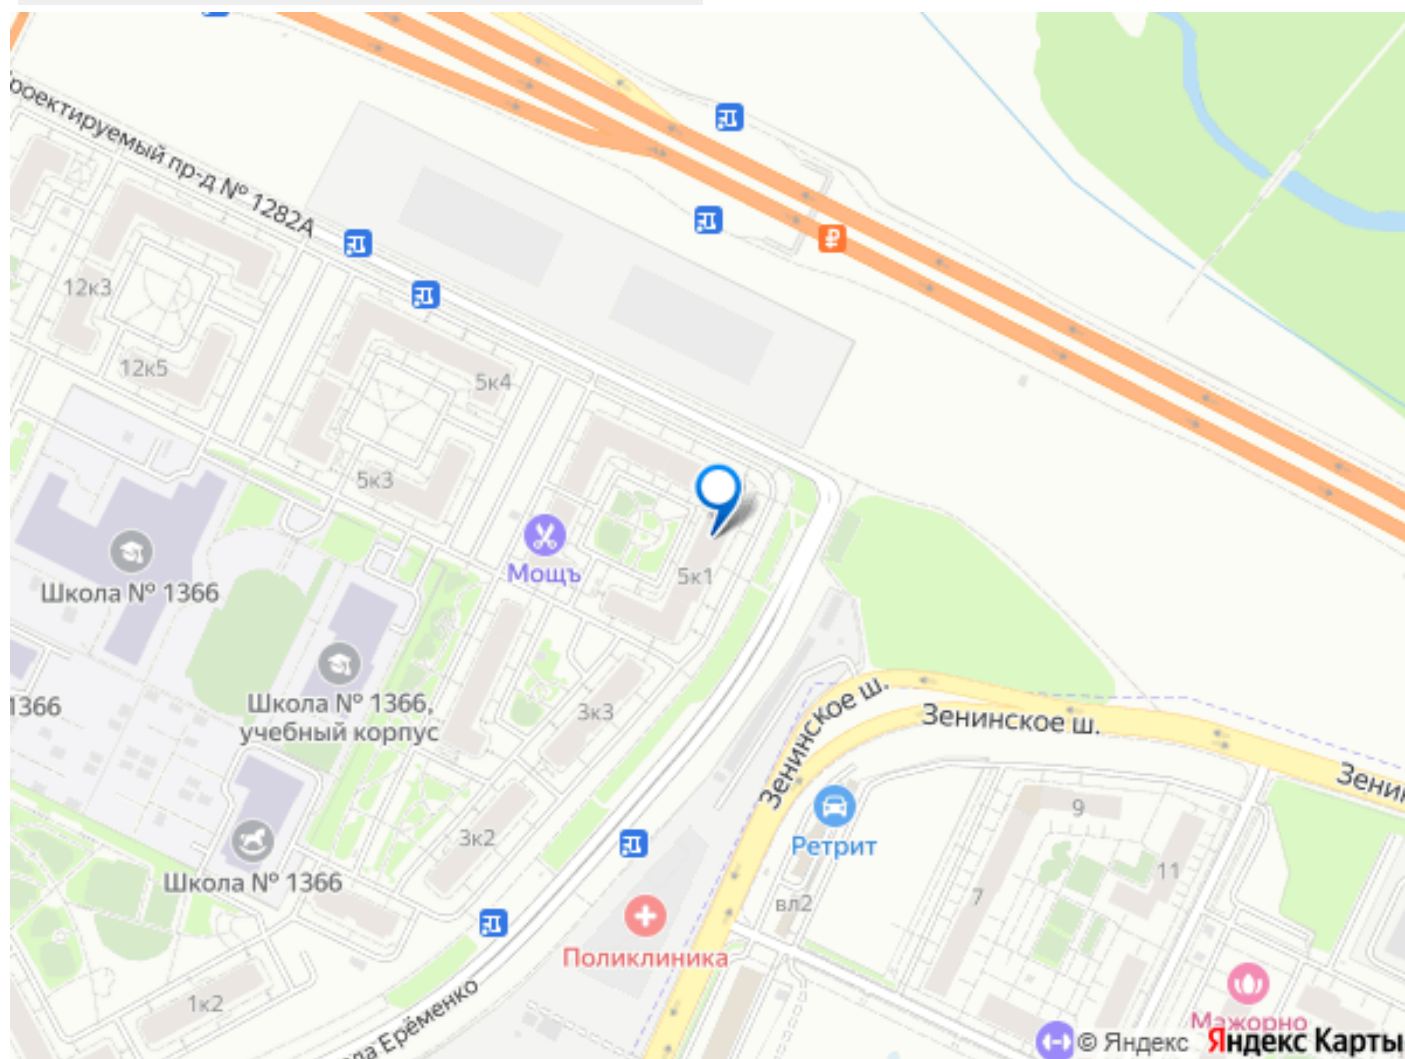 роектируемый пр-д № 1282А
12к3
12к5
5к4
5к3
Мощъ
5к1
Школа № 1366
1366
Школа № 1366,
учебный корпус
3к3
Зенинское ш.
Зенинское ш.
Зенин
3к2
Ретрит
9
11
7
вл2
Школа № 1366
Поликлиника
1к2
Ерёменко
Мажорно
© Яндекс Яндекс Карты